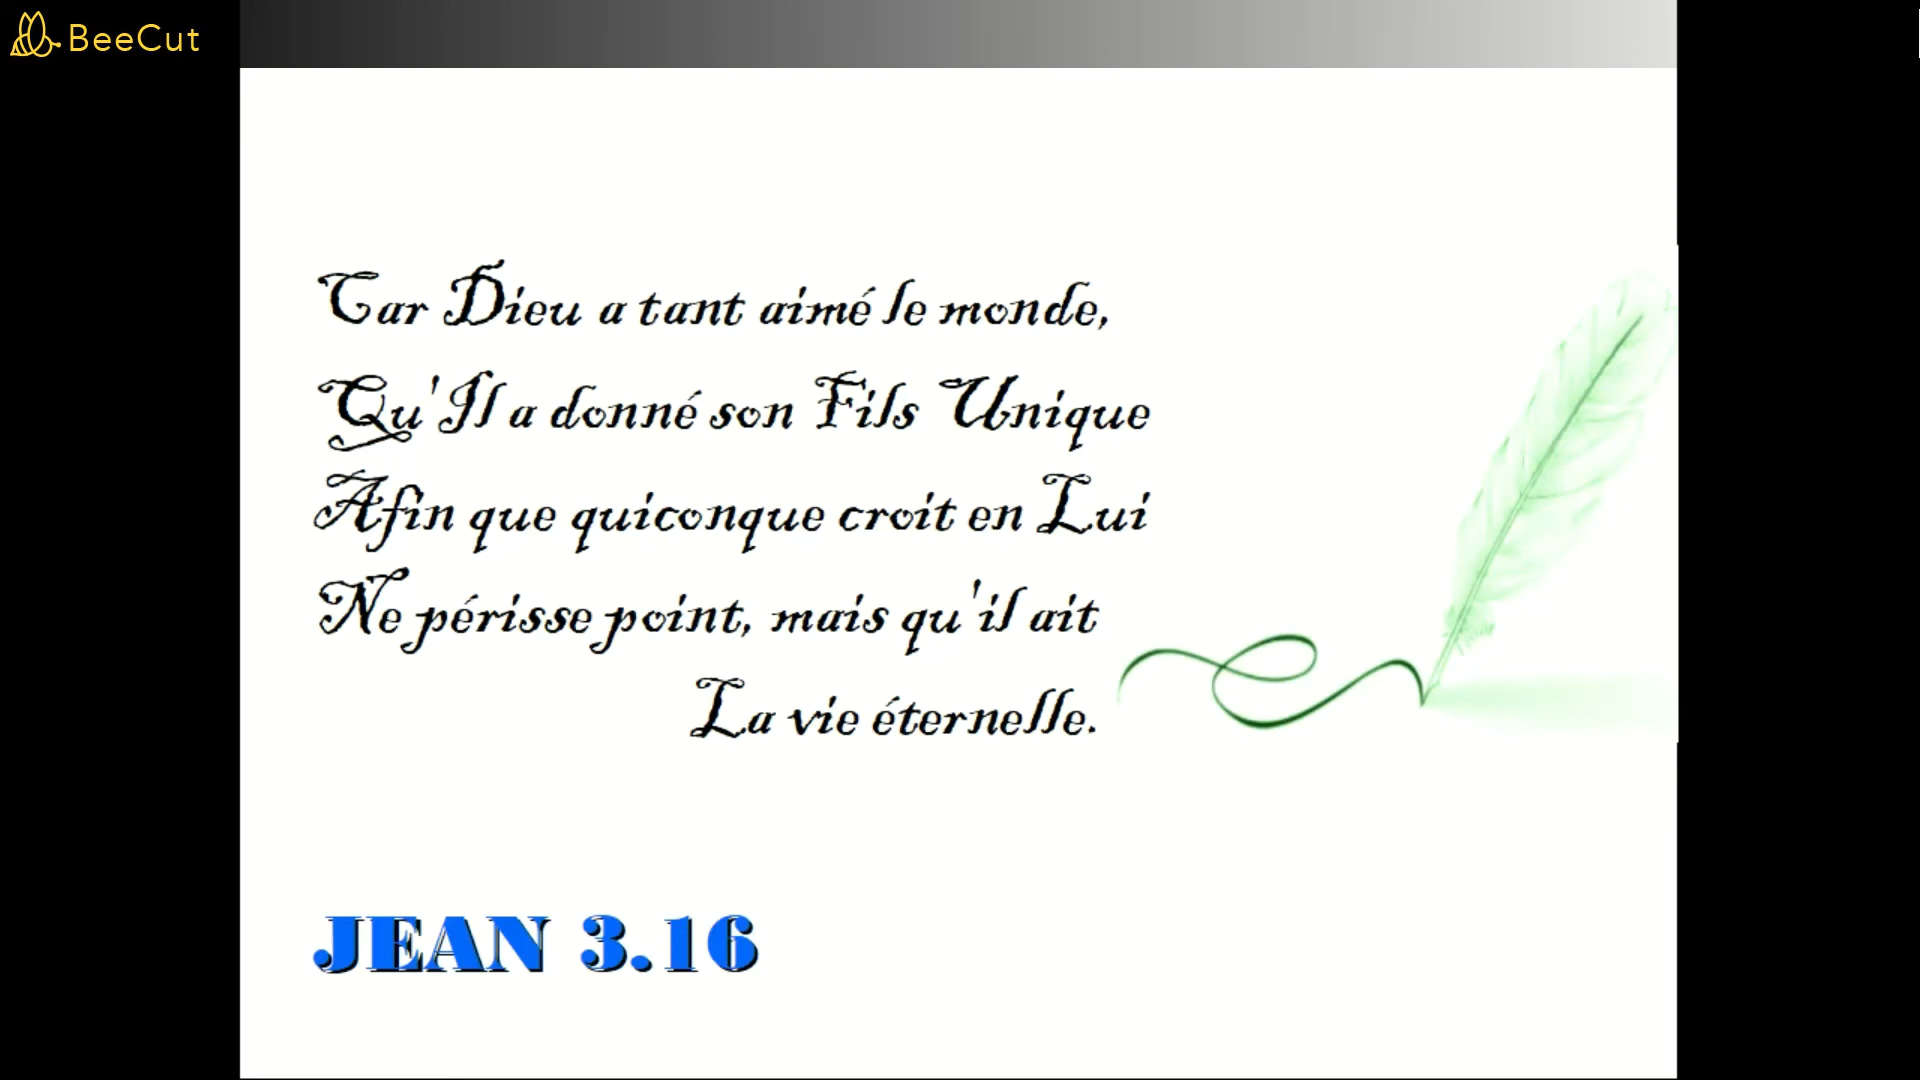 BeeCut
Car Dieu a tant aimé le monde,
Qu'Il a donné son Fils Unique
Afin que quiconque croit en Lui
Ne périsse point, mais qu'il ait
La vie éternelle.
JEAN 3.16